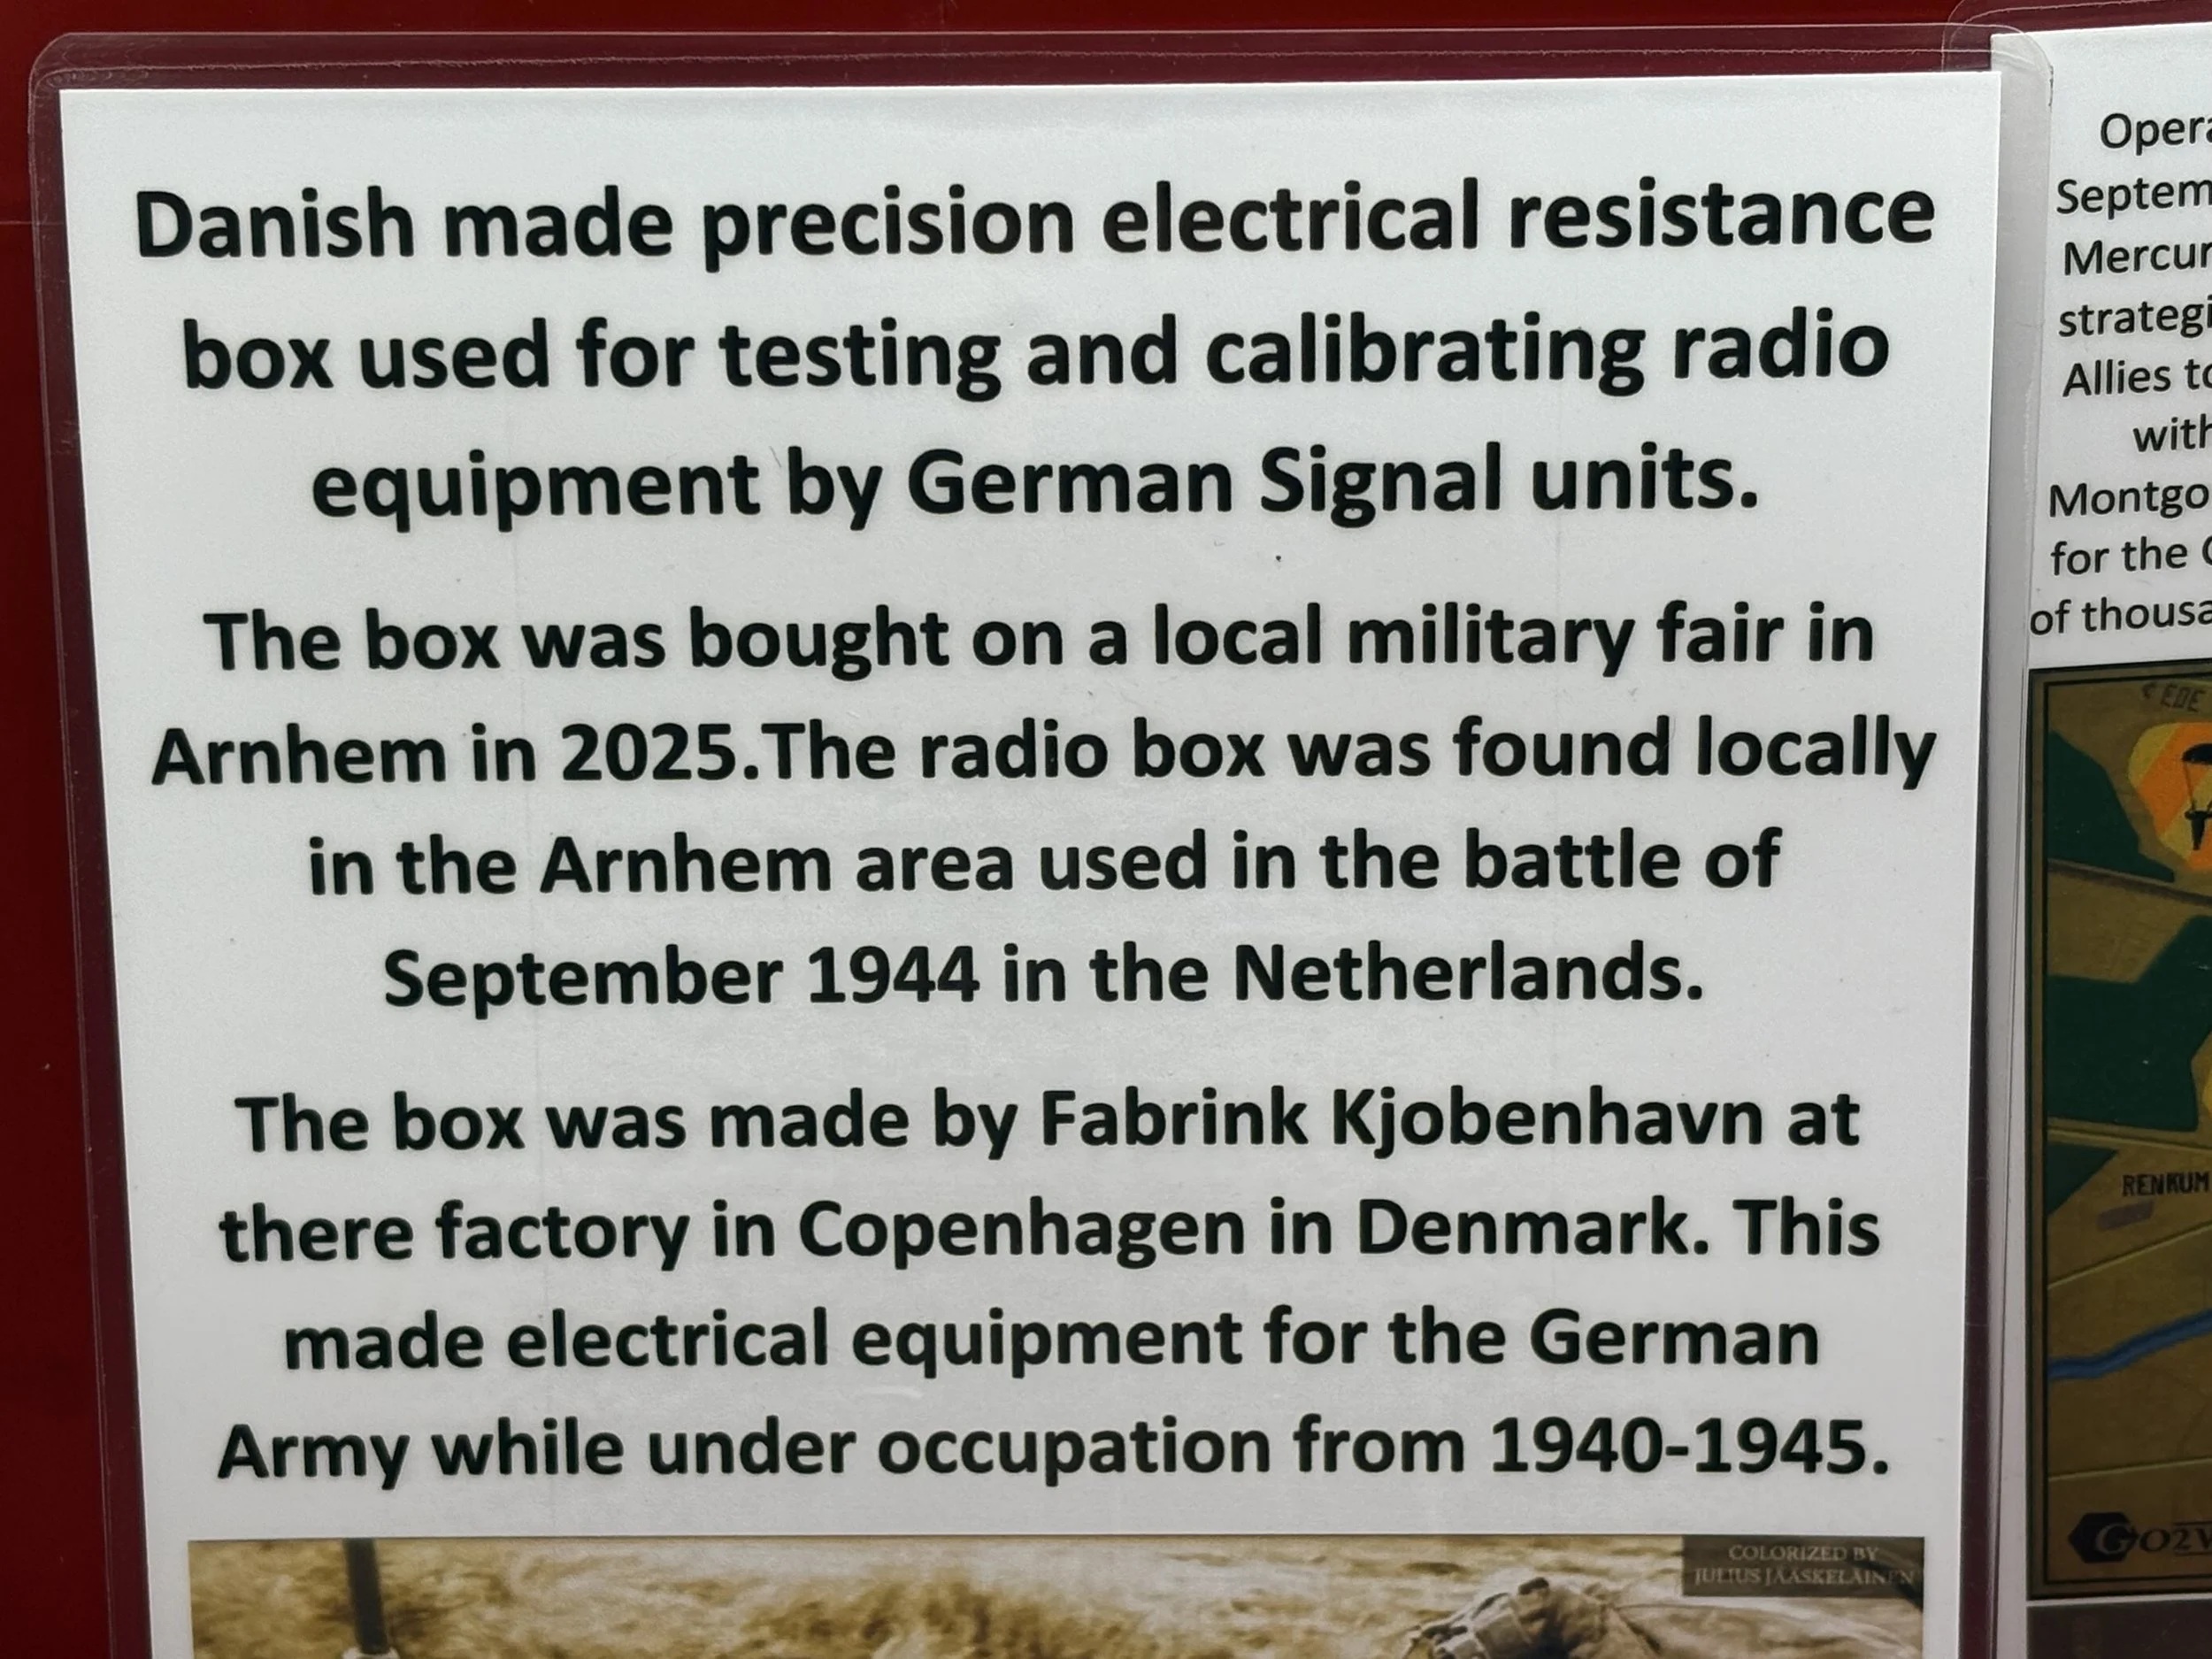 Danish made precision electrical resistance
box used for testing and calibrating radio
equipment by German Signal units.
The box was bought on a local military fair in
Arnhem in 2025.The radio box was found locally
in the Arnhem area used in the battle of
September 1944 in the Netherlands.
The box was made by Fabrink Kjobenhavn at
there factory in Copenhagen in Denmark. This
made electrical equipment for the German
Army while under occupation from 1940-1945.
COLORIZED BY
JULIUS JÄÄSKELÄINEN
Opera
Septem
Mercur
strategi
Allies to
with
Montgo
for the
of thousa
EDE
RENKUM